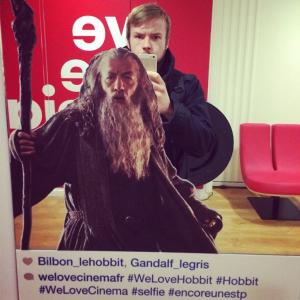 we
Bilbon_lehobbit, Gandalf_legris
welovecinemafr #WeLoveHobbit #Hobbit
#WeLoveCinema #selfie #encoreunestp